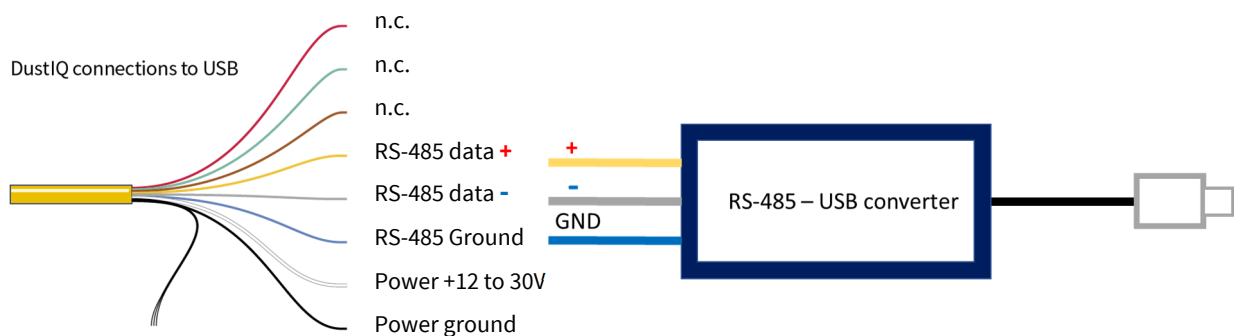 n.c.
DustIQ connections to USB
n.c.
n.c.
RS-485 data +
+
RS-485 data -
-
GND
RS-485 – USB converter
RS-485 Ground
Power +12 to 30V
Power ground